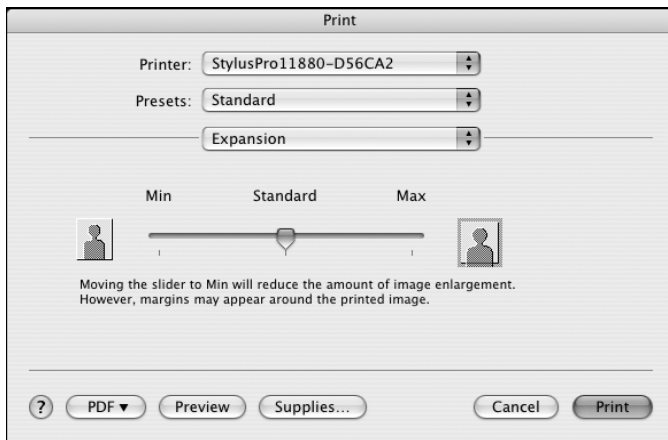 Print
Printer: StylusPro11880-D56CA2
Presets: Standard
Expansion
Min Standard Max
Moving the slider to Min will reduce the amount of image enlargement.
However, margins may appear around the printed image.
? PDF ▼ Preview Supplies... Cancel Print